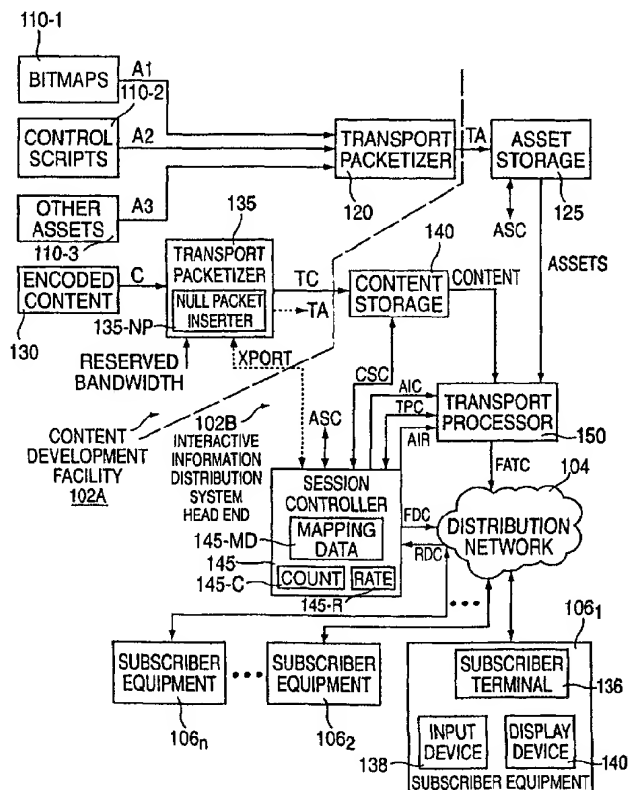 110-1
BITMAPS
A1
110-2
CONTROL
SCRIPTS
A2
OTHER
ASSETS
A3
110-3
TRANSPORT
PACKETIZER
120
TA
ASSET
STORAGE
125
ASC
ASSETS
ENCODED
CONTENT
130
C
135
TRANSPORT
PACKETIZER
NULL PACKET
INSERTER
135-NP
TC
TA
140
CONTENT
STORAGE
CONTENT
RESERVED
BANDWIDTH
XPORT
CSC
AIC
TPC
AIR
TRANSPORT
PROCESSOR
150
FATC
CONTENT
DEVELOPMENT
FACILITY
102A
102B
INTERACTIVE
INFORMATION
DISTRIBUTION
SYSTEM
HEAD END
ASC
SESSION
CONTROLLER
MAPPING
DATA
145-MD
145
145-C
COUNT
RATE
145-R
FDC
RDC
104
DISTRIBUTION
NETWORK
SUBSCRIBER
EQUIPMENT
106n
SUBSCRIBER
EQUIPMENT
1062
1061
SUBSCRIBER
TERMINAL
136
INPUT
DEVICE
138
DISPLAY
DEVICE
140
SUBSCRIBER EQUIPMENT